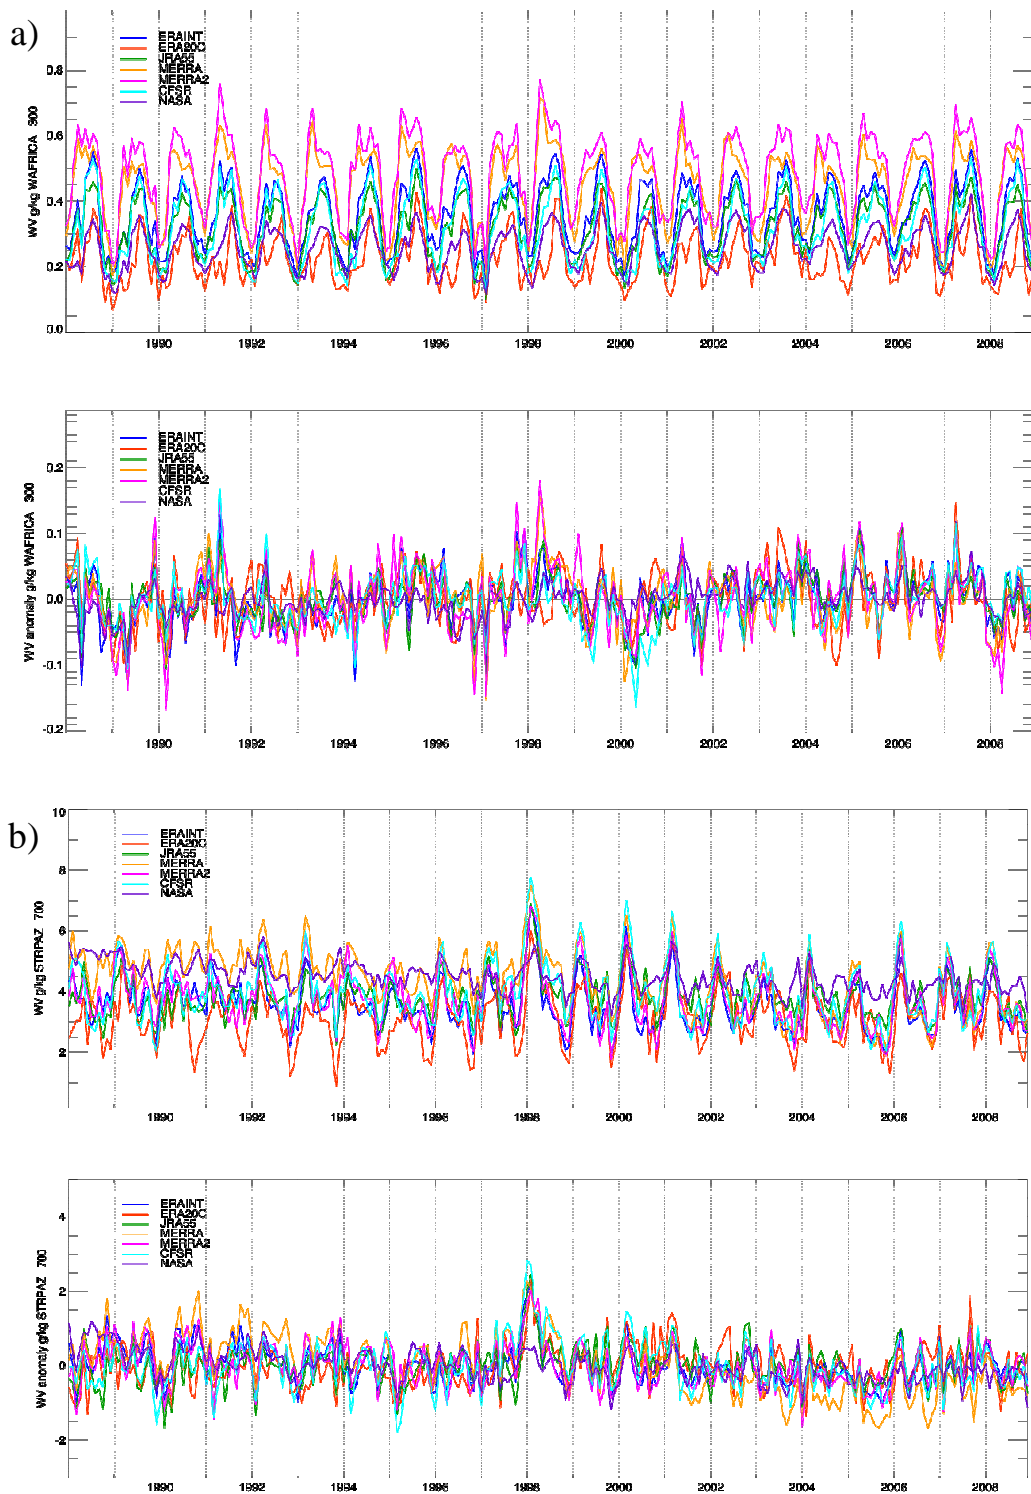 a)
ERAINT
ERA20C
JRA55
MERRA
MERRA2
CFSR
NASA
WV g/kg WAFRICA 300
0.8
0.6
0.4
0.2
0.0
1990 1992 1994 1996 1998 2000 2002 2004 2006 2008
ERAINT
ERA20C
JRA55
MERRA
MERRA2
CFSR
NASA
WV anomaly g/kg WAFRICA 300
0.2
0.1
0.0
-0.1
-0.2
1990 1992 1994 1996 1998 2000 2002 2004 2006 2008
b)
ERAINT
ERA20C
JRA55
MERRA
MERRA2
CFSR
NASA
WV g/kg STRPAZ 700
10
8
6
4
2
1990 1992 1994 1996 1998 2000 2002 2004 2006 2008
ERAINT
ERA20C
JRA55
MERRA
MERRA2
CFSR
NASA
WV anomaly g/kg STRPAZ 700
4
2
0
-2
1990 1992 1994 1996 1998 2000 2002 2004 2006 2008